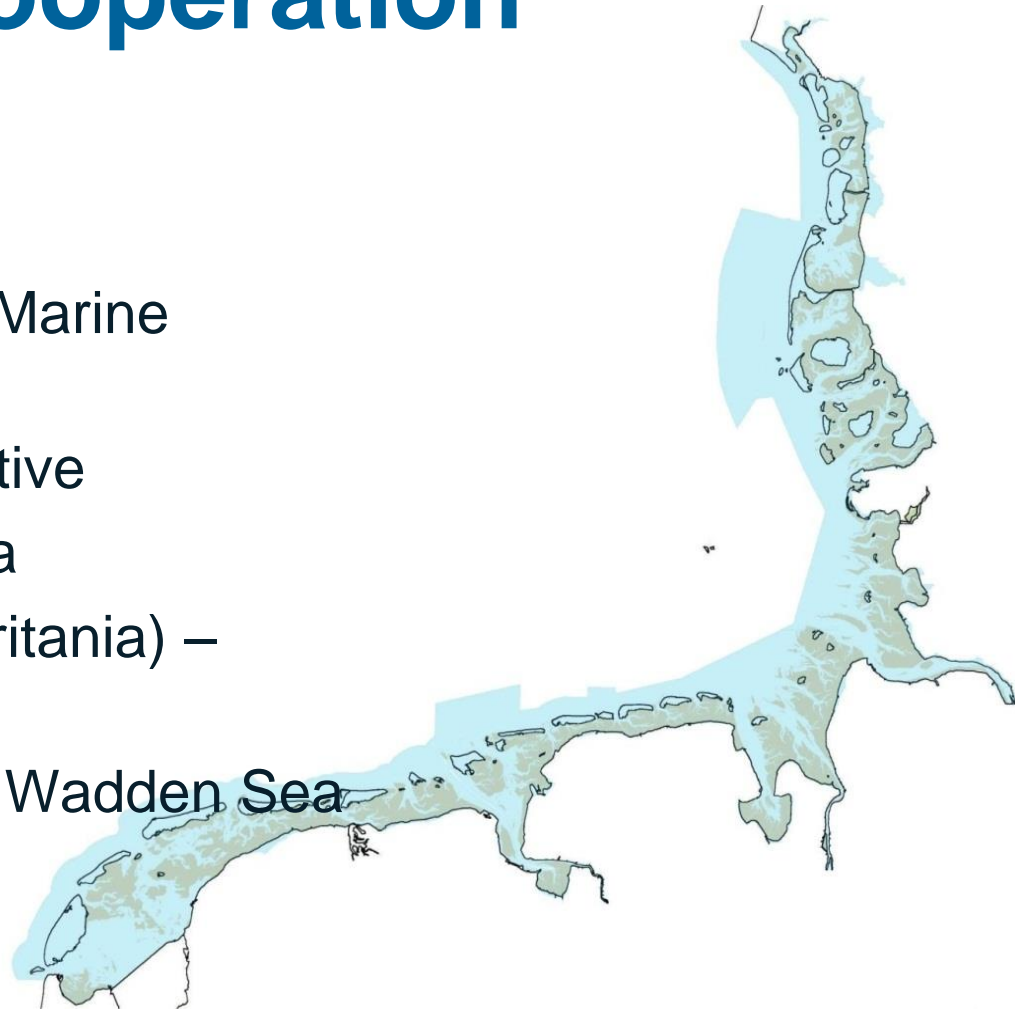 ooperation
Marine
tive
a
ritania) –
Wadden Sea